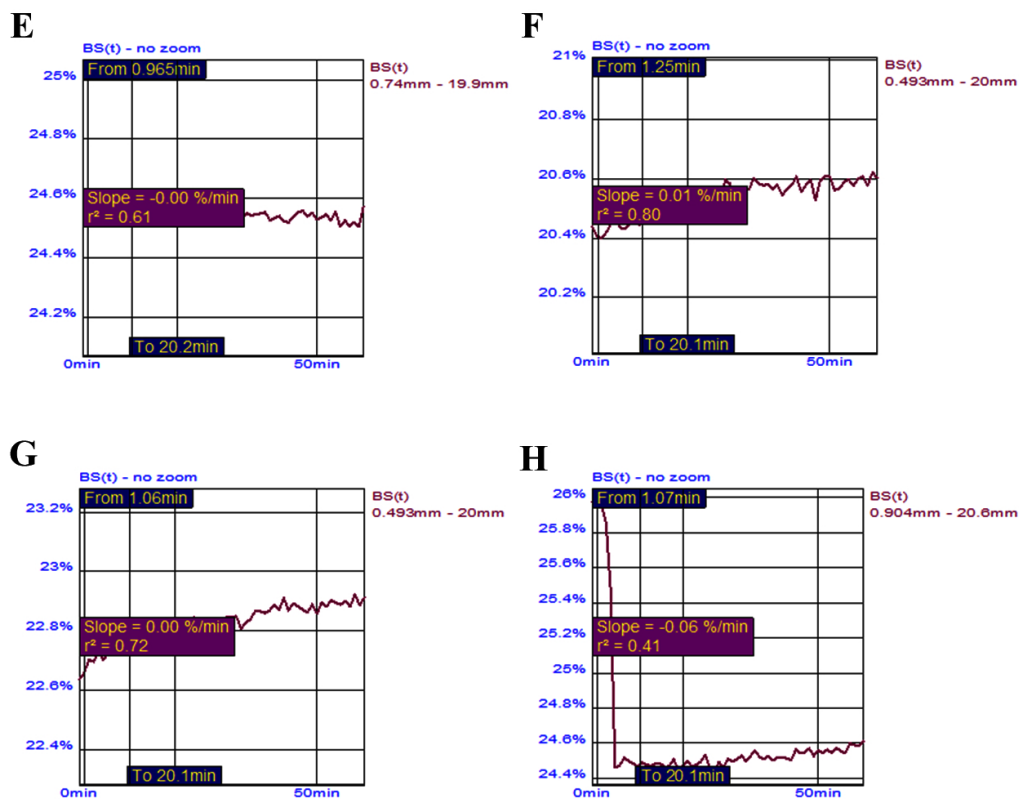 E
BS(t) - no zoom
From 0.965min
BS(t)
0.74mm - 19.9mm
25%
24.8%
24.6%
24.4%
24.2%
Slope = -0.00 %/min
r² = 0.61
To 20.2min
0min
50min
F
BS(t) - no zoom
From 1.25min
BS(t)
0.493mm - 20mm
21%
20.8%
20.6%
20.4%
20.2%
Slope = 0.01 %/min
r² = 0.80
To 20.1min
0min
50min
G
BS(t) - no zoom
From 1.06min
BS(t)
0.493mm - 20mm
23.2%
23%
22.8%
22.6%
22.4%
Slope = 0.00 %/min
r² = 0.72
To 20.1min
0min
50min
H
BS(t) - no zoom
From 1.07min
BS(t)
0.904mm - 20.6mm
26%
25.8%
25.6%
25.4%
25.2%
25%
24.8%
24.6%
24.4%
Slope = -0.06 %/min
r² = 0.41
To 20.1min
0min
50min